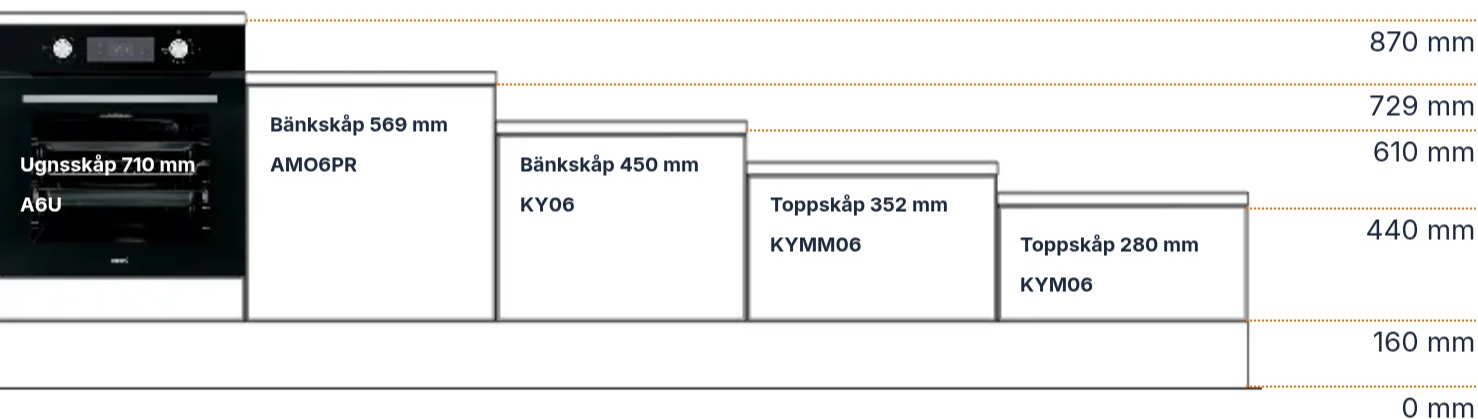 870 mm
729 mm
Bänkskåp 569 mm
AMO6PR
610 mm
Ugnsskåp 710 mm
A6U
Bänkskåp 450 mm
KY06
Toppskåp 352 mm
KYMM06
440 mm
Toppskåp 280 mm
KYM06
160 mm
0 mm